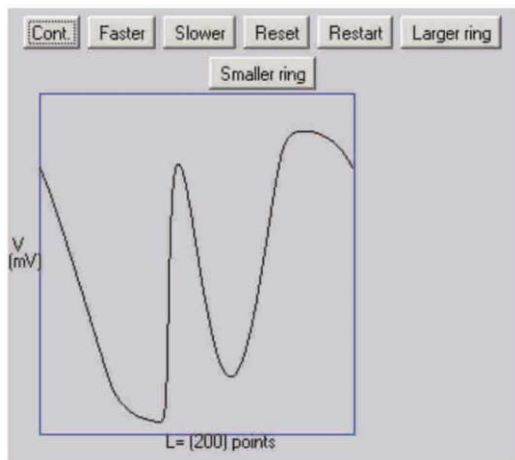 Cont. Faster Slower Reset Restart Larger ring
Smaller ring
V
(mV)
L= (200) points